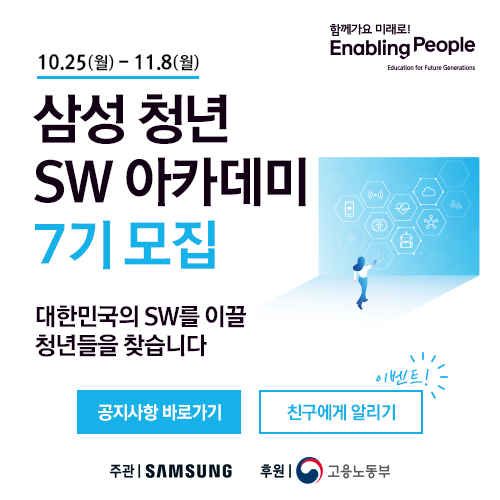 함께가요 미래로!
Enabling People
Education for Future Generations
10.25(월) – 11.8(월)
삼성 청년
SW 아카데미
7기 모집
대한민국의 SW를 이끌
청년들을 찾습니다
이벤트!
공지사항 바로가기
친구에게 알리기
주관 | SAMSUNG 후원 | 고용노동부